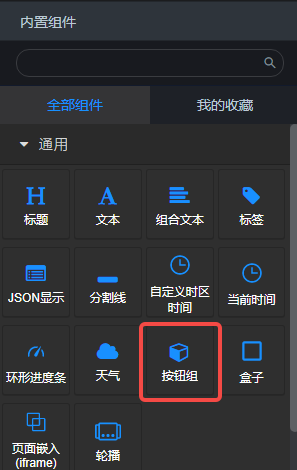 内置组件
全部组件 我的收藏
通用
标题 文本 组合文本 标签
JSON显示 分割线 自定义时区 当前时间
时间
环形进度条 天气 按钮组 盒子
页面嵌入 轮播
(iframe)